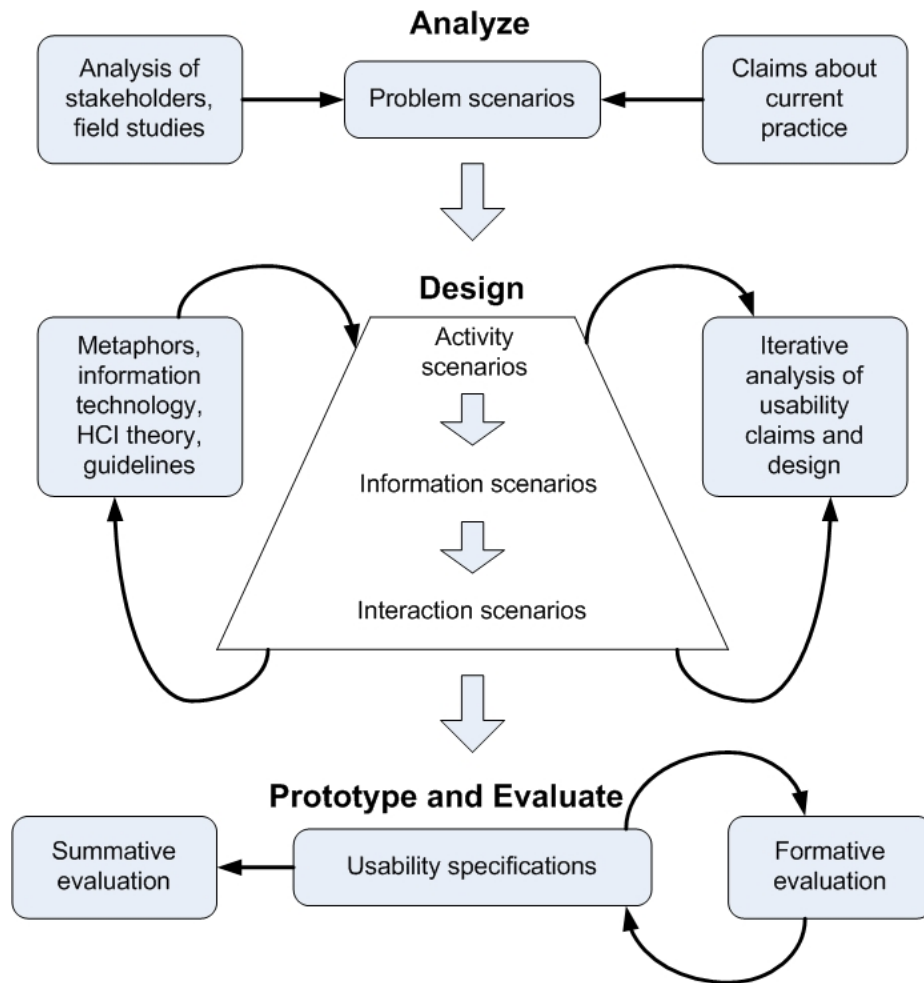 Analyze
Analysis of
stakeholders,
field studies
Problem scenarios
Claims about
current
practice
Design
Metaphors,
information
technology,
HCI theory,
guidelines
Activity
scenarios
Information scenarios
Interaction scenarios
Iterative
analysis of
usability
claims and
design
Prototype and Evaluate
Summative
evaluation
Usability specifications
Formative
evaluation